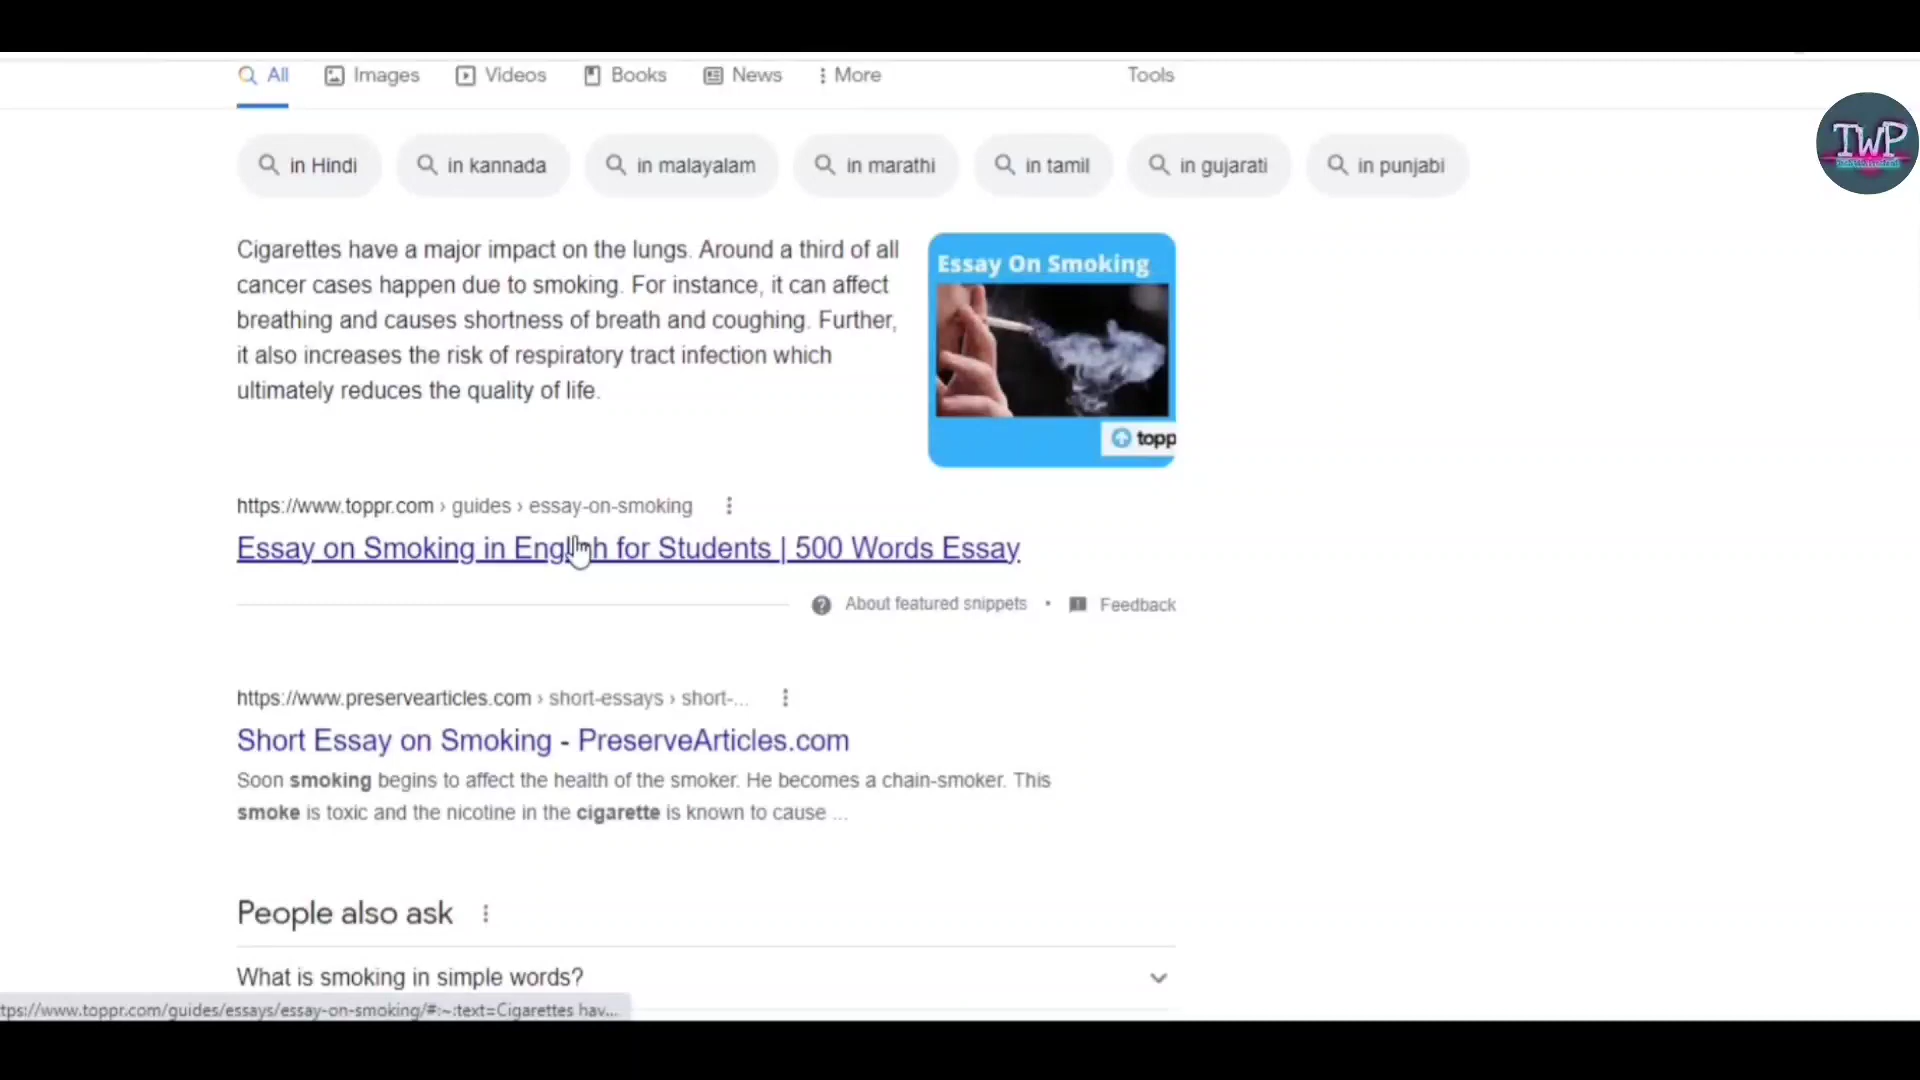 All Images Videos Books News More Tools
TWP
in Hindi in kannada in malayalam in marathi in tamil in gujarati in punjabi
Cigarettes have a major impact on the lungs. Around a third of all
cancer cases happen due to smoking. For instance, it can affect
breathing and causes shortness of breath and coughing. Further,
it also increases the risk of respiratory tract infection which
ultimately reduces the quality of life.
Essay On Smoking
topp
https://www.toppr.com › guides › essay-on-smoking
Essay on Smoking in English for Students | 500 Words Essay
About featured snippets • Feedback
https://www.preservearticles.com › short-essays › short-...
Short Essay on Smoking - PreserveArticles.com
Soon smoking begins to affect the health of the smoker. He becomes a chain-smoker. This
smoke is toxic and the nicotine in the cigarette is known to cause ...
People also ask
What is smoking in simple words?
tps://www.toppr.com/guides/essays/essay-on-smoking/#:~:text=Cigarettes hav...